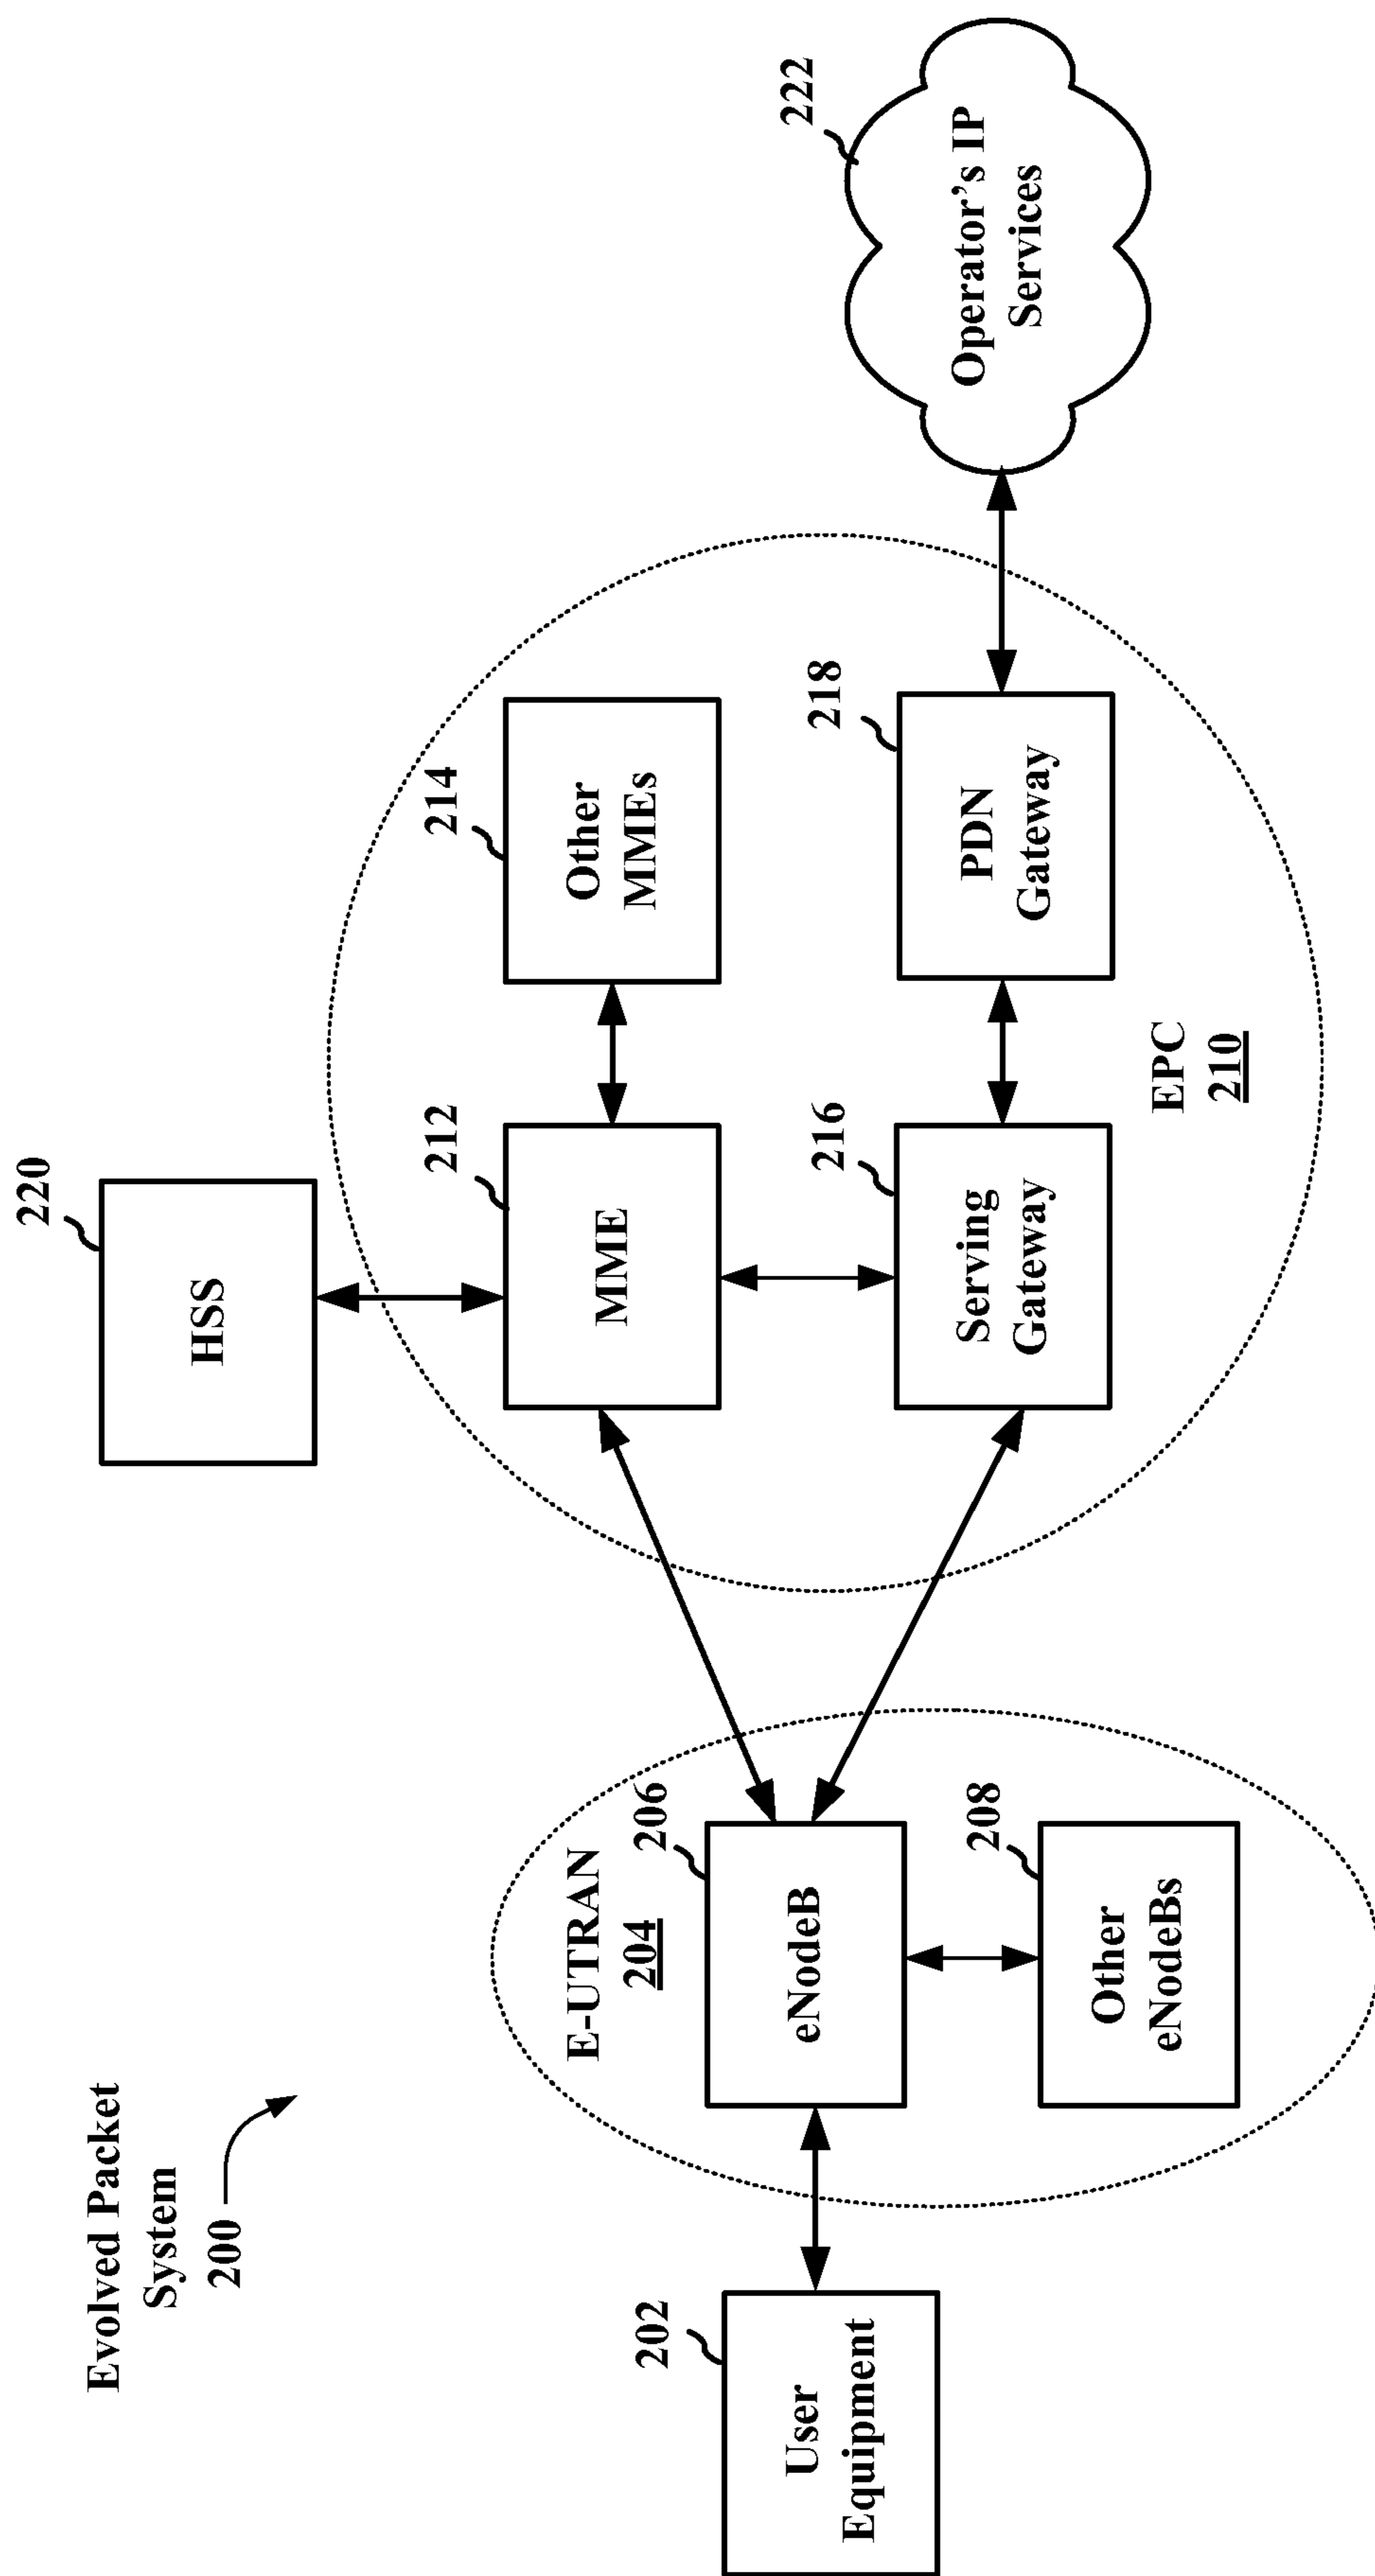 Evolved Packet
System
200
220
HSS
212
MME
214
Other
MMEs
222
Operator's IP
Services
E-UTRAN
204
206
eNodeB
202
User
Equipment
208
Other
eNodeBs
216
Serving
Gateway
218
PDN
Gateway
EPC
210